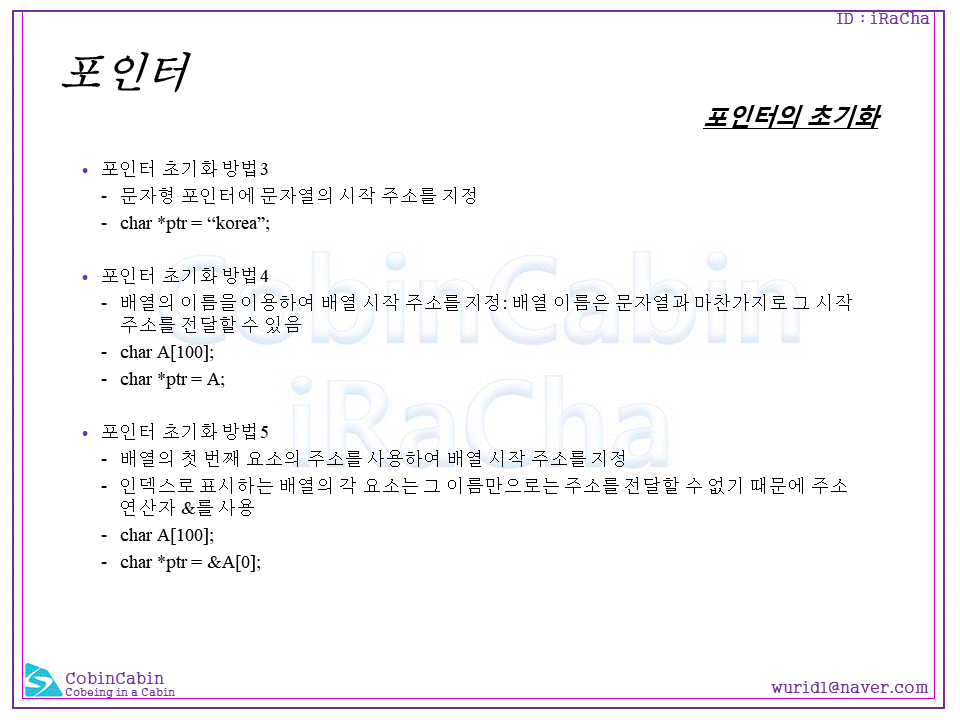 ID : iRaCha
포인터
포인터의 초기화
• 포인터 초기화 방법3
- 문자형 포인터에 문자열의 시작 주소를 지정
- char *ptr = “korea”;
• 포인터 초기화 방법4
- 배열의 이름을 이용하여 배열 시작 주소를 지정: 배열 이름은 문자열과 마찬가지로 그 시작
주소를 전달할 수 있음
- char A[100];
- char *ptr = A;
• 포인터 초기화 방법5
- 배열의 첫 번째 요소의 주소를 사용하여 배열 시작 주소를 지정
- 인덱스로 표시하는 배열의 각 요소는 그 이름만으로는 주소를 전달할 수 없기 때문에 주소
연산자 &를 사용
- char A[100];
- char *ptr = &A[0];
CobinCabin
iRaCha
CobinCabin
Cobeing in a Cabin
wurid1@naver.com